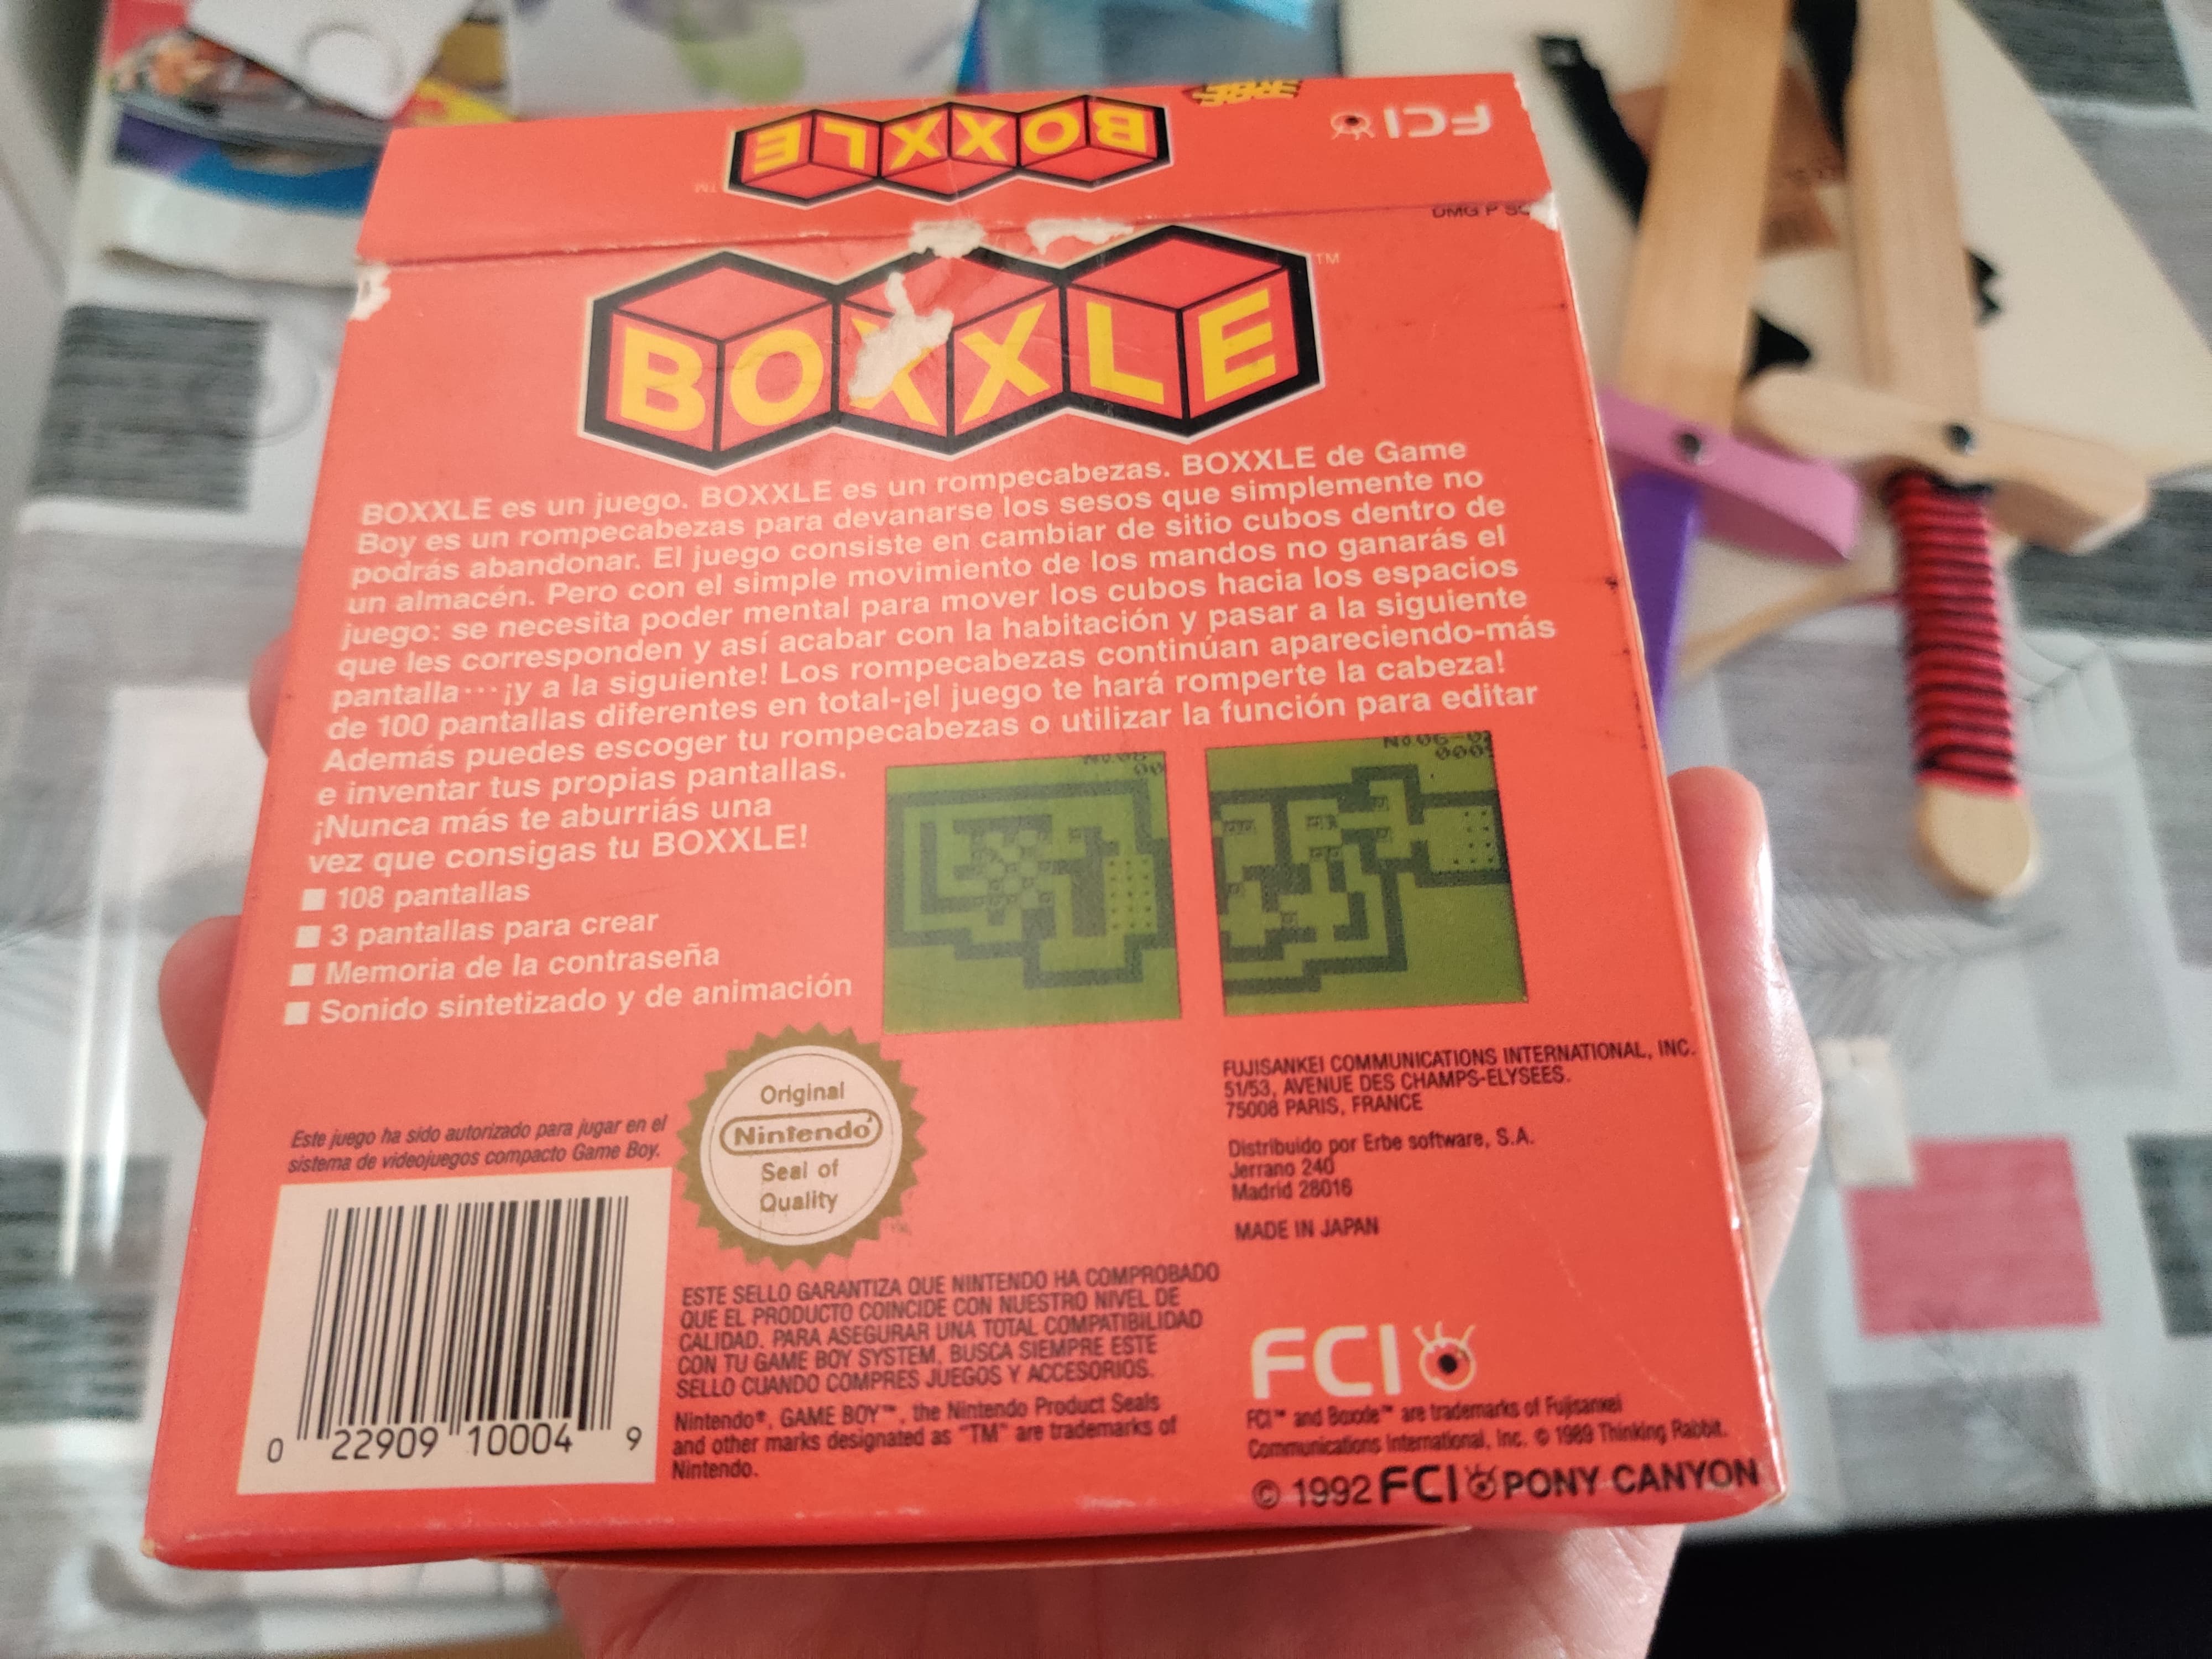 BOXXLE
TM
FCI
DMG P
BOXXLE™
BOXXLE es un juego. BOXXLE es un rompecabezas. BOXXLE de Game
Boy es un rompecabezas para devanarse los sesos que simplemente no
podrás abandonar. El juego consiste en cambiar de sitio cubos dentro de
un almacén. Pero con el simple movimiento de los mandos no ganarás el
juego: se necesita poder mental para mover los cubos hacia los espacios
que les corresponden y así acabar con la habitación y pasar a la siguiente
pantalla··· ¡y a la siguiente! Los rompecabezas continúan apareciendo-más
de 100 pantallas diferentes en total-¡el juego te hará romperte la cabeza!
Además puedes escoger tu rompecabezas o utilizar la función para editar
e inventar tus propias pantallas.
¡Nunca más te aburriás una
vez que consigas tu BOXXLE!
■ 108 pantallas
■ 3 pantallas para crear
■ Memoria de la contraseña
■ Sonido sintetizado y de animación
Este juego ha sido autorizado para jugar en el
sistema de videojuegos compacto Game Boy.
0 22909 10004 9
Original
Nintendo
Seal of
Quality
ESTE SELLO GARANTIZA QUE NINTENDO HA COMPROBADO
QUE EL PRODUCTO COINCIDE CON NUESTRO NIVEL DE
CALIDAD. PARA ASEGURAR UNA TOTAL COMPATIBILIDAD
CON TU GAME BOY SYSTEM, BUSCA SIEMPRE ESTE
SELLO CUANDO COMPRES JUEGOS Y ACCESORIOS.
Nintendo®, GAME BOY™, the Nintendo Product Seals
and other marks designated as "TM" are trademarks of
Nintendo.
FUJISANKEI COMMUNICATIONS INTERNATIONAL, INC.
51/53, AVENUE DES CHAMPS-ELYSEES.
75008 PARIS, FRANCE
Distribuido por Erbe software, S.A.
Jerrano 240
Madrid 28016
MADE IN JAPAN
FCI
FCI™ and Boxxle™ are trademarks of Fujisankei
Communications International, Inc. © 1989 Thinking Rabbit.
© 1992 FCI PONY CANYON